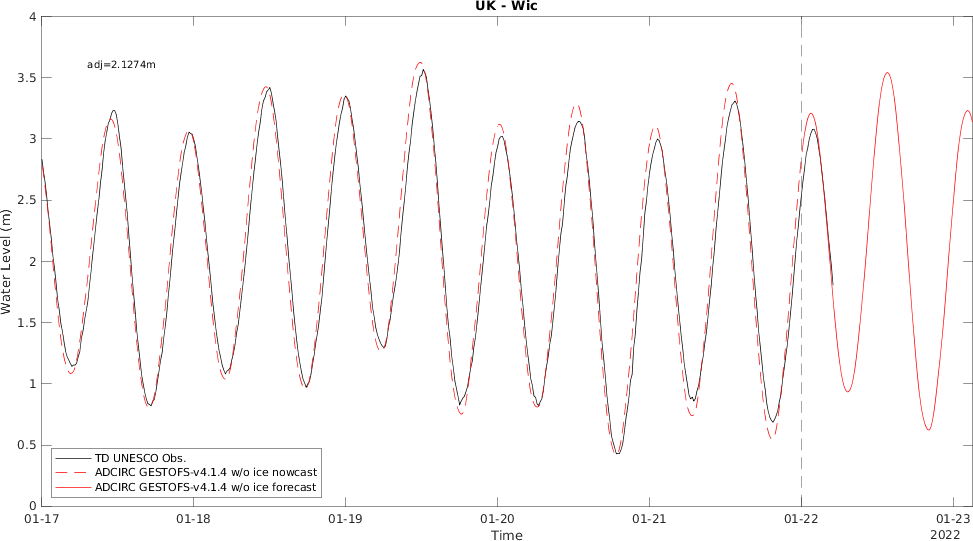 UK - Wic
adj=2.1274m
4
3.5
3
2.5
2
1.5
1
0.5
0
Water Level (m)
TD UNESCO Obs.
ADCIRC GESTOFS-v4.1.4 w/o ice nowcast
ADCIRC GESTOFS-v4.1.4 w/o ice forecast
01-17 01-18 01-19 01-20 01-21 01-22 01-23
Time
2022